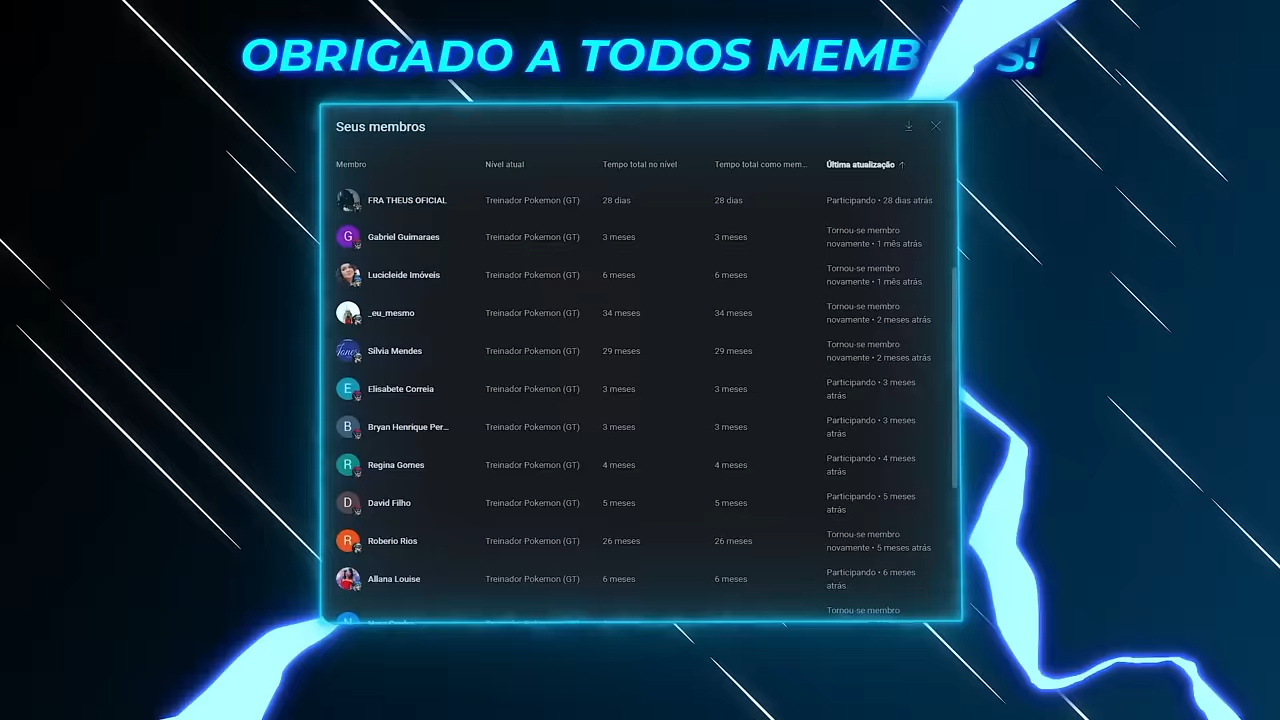 OBRIGADO A TODOS MEMB S!
Seus membros
Membro Nível atual Tempo total no nível Tempo total como mem... Última atualização ↑
FRA THEUS OFICIAL Treinador Pokemon (GT) 28 dias 28 dias Participando • 28 dias atrás
G Gabriel Guimaraes Treinador Pokemon (GT) 3 meses 3 meses Tornou-se membro
novamente • 1 mês atrás
Lucicleide Imóveis Treinador Pokemon (GT) 6 meses 6 meses Tornou-se membro
novamente • 1 mês atrás
_eu_mesmo Treinador Pokemon (GT) 34 meses 34 meses Tornou-se membro
novamente • 2 meses atrás
Sílvia Mendes Treinador Pokemon (GT) 29 meses 29 meses Tornou-se membro
novamente • 2 meses atrás
E Elisabete Correia Treinador Pokemon (GT) 3 meses 3 meses Participando • 3 meses
atrás
B Bryan Henrique Per... Treinador Pokemon (GT) 3 meses 3 meses Participando • 3 meses
atrás
R Regina Gomes Treinador Pokemon (GT) 4 meses 4 meses Participando • 4 meses
atrás
D David Filho Treinador Pokemon (GT) 5 meses 5 meses Participando • 5 meses
atrás
R Roberio Rios Treinador Pokemon (GT) 26 meses 26 meses Tornou-se membro
novamente • 5 meses atrás
Allana Louise Treinador Pokemon (GT) 6 meses 6 meses Participando • 6 meses
atrás
Tornou-se membro